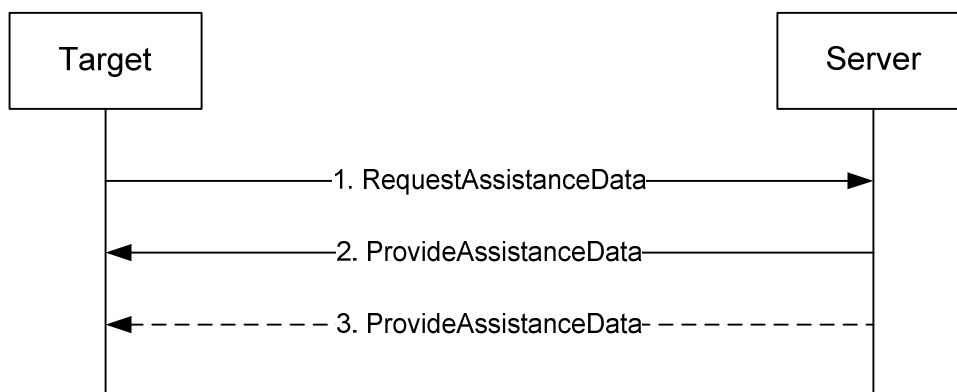 Target
Server
1. RequestAssistanceData
2. ProvideAssistanceData
3. ProvideAssistanceData